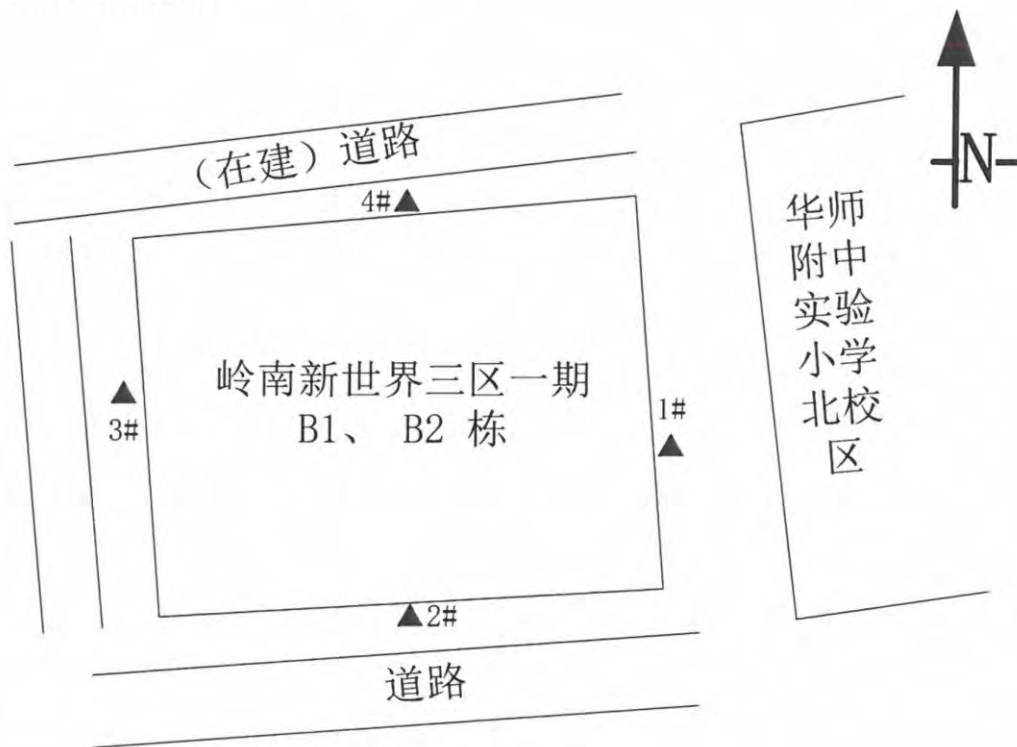 （在建）道路
4#▲
N
华师
附中
实验
小学
北校
区
岭南新世界三区一期
B1、 B2 栋
3#
1#
▲2#
道路